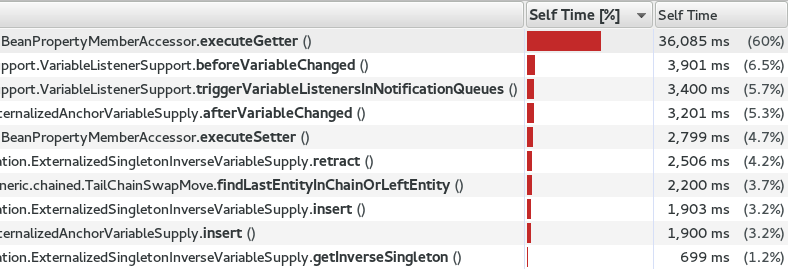 Self Time [%] Self Time
BeanPropertyMemberAccessor.executeGetter () 36,085 ms (60%)
upport.VariableListenerSupport.beforeVariableChanged () 3,901 ms (6.5%)
upport.VariableListenerSupport.triggerVariableListenersInNotificationQueues () 3,400 ms (5.7%)
ternalizedAnchorVariableSupply.afterVariableChanged () 3,201 ms (5.3%)
BeanPropertyMemberAccessor.executeSetter () 2,799 ms (4.7%)
ation.ExternalizedSingletonInverseVariableSupply.retract () 2,506 ms (4.2%)
neric.chained.TailChainSwapMove.findLastEntityInChainOrLeftEntity () 2,200 ms (3.7%)
ation.ExternalizedSingletonInverseVariableSupply.insert () 1,903 ms (3.2%)
ternalizedAnchorVariableSupply.insert () 1,900 ms (3.2%)
ation.ExternalizedSingletonInverseVariableSupply.getInverseSingleton () 699 ms (1.2%)